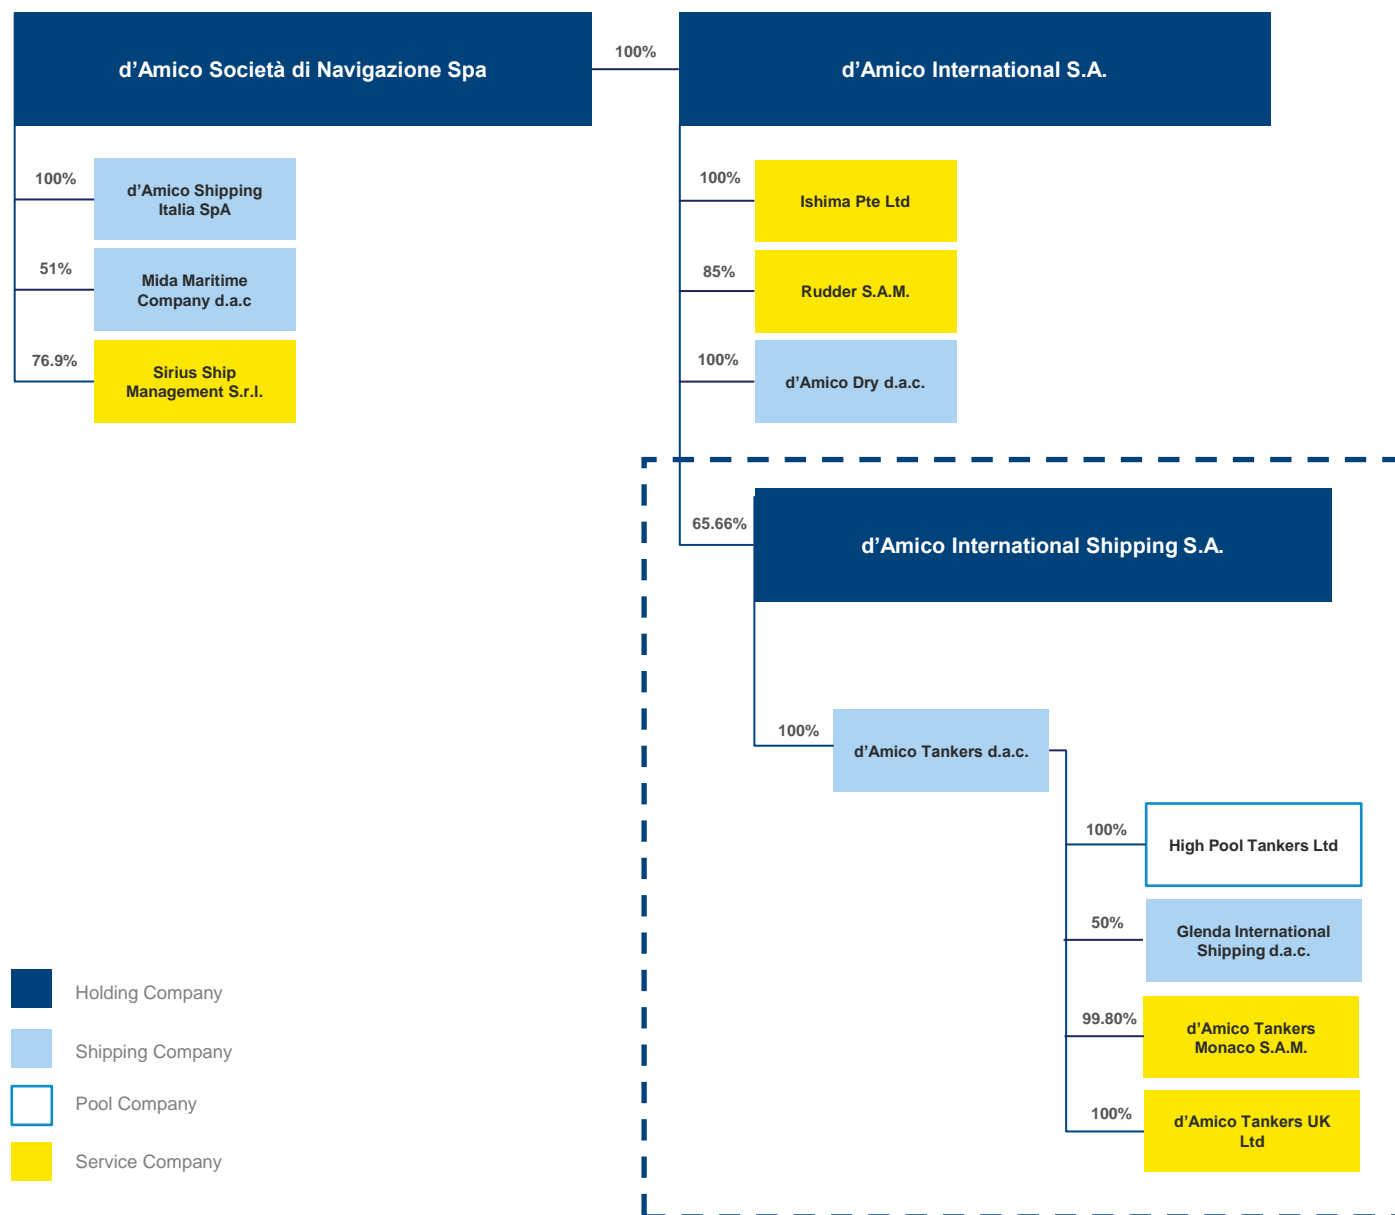 d'Amico Società di Navigazione Spa
100%
d'Amico International S.A.
100%
d'Amico Shipping
Italia SpA
51%
Mida Maritime
Company d.a.c
76.9%
Sirius Ship
Management S.r.l.
100%
Ishima Pte Ltd
85%
Rudder S.A.M.
100%
d'Amico Dry d.a.c.
65.66%
d'Amico International Shipping S.A.
100%
d'Amico Tankers d.a.c.
100%
High Pool Tankers Ltd
50%
Glenda International
Shipping d.a.c.
99.80%
d'Amico Tankers
Monaco S.A.M.
100%
d'Amico Tankers UK
Ltd
Holding Company
Shipping Company
Pool Company
Service Company